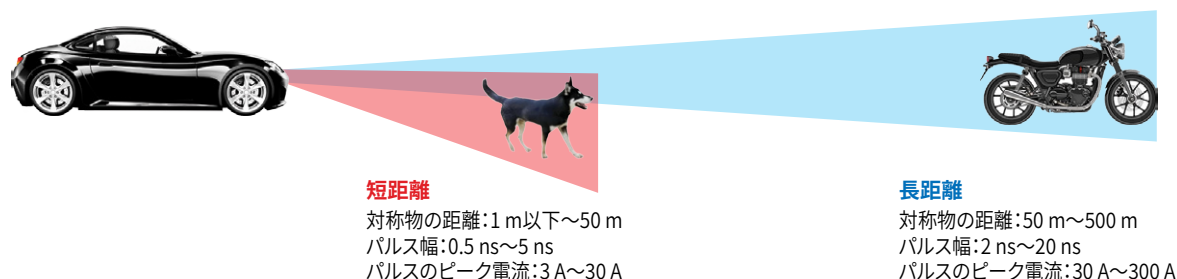 短距離
対称物の距離：1 m以下～50 m
パルス幅：0.5 ns～5 ns
パルスのピーク電流：3 A～30 A
長距離
対称物の距離：50 m～500 m
パルス幅：2 ns～20 ns
パルスのピーク電流：30 A～300 A